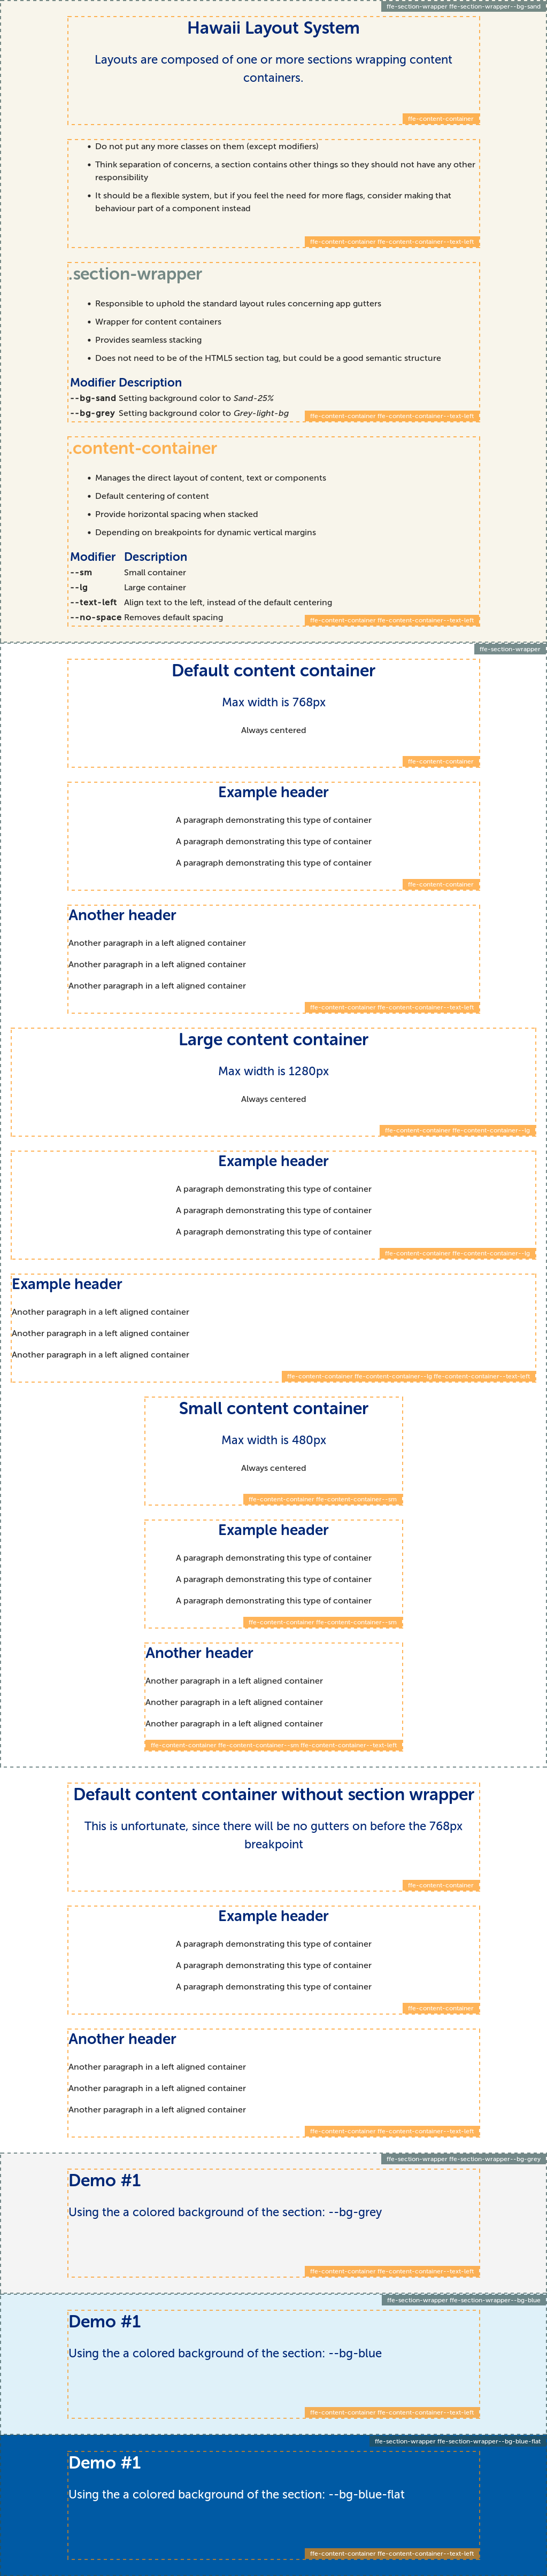 ffe-section-wrapper ffe-section-wrapper--bg-sand
Hawaii Layout System
Layouts are composed of one or more sections wrapping content
containers.
ffe-content-container
Do not put any more classes on them (except modifiers)
Think separation of concerns, a section contains other things so they should not have any other
responsibility
It should be a flexible system, but if you feel the need for more flags, consider making that
behaviour part of a component instead
ffe-content-container ffe-content-container--text-left
.section-wrapper
Responsible to uphold the standard layout rules concerning app gutters
Wrapper for content containers
Provides seamless stacking
Does not need to be of the HTML5 section tag, but could be a good semantic structure
Modifier Description
--bg-sand Setting background color to Sand-25%
--bg-grey Setting background color to Grey-light-bg
ffe-content-container ffe-content-container--text-left
.content-container
Manages the direct layout of content, text or components
Default centering of content
Provide horizontal spacing when stacked
Depending on breakpoints for dynamic vertical margins
Modifier Description
--sm Small container
--lg Large container
--text-left Align text to the left, instead of the default centering
--no-space Removes default spacing
ffe-content-container ffe-content-container--text-left
ffe-section-wrapper
Default content container
Max width is 768px
Always centered
ffe-content-container
Example header
A paragraph demonstrating this type of container
A paragraph demonstrating this type of container
A paragraph demonstrating this type of container
ffe-content-container
Another header
Another paragraph in a left aligned container
Another paragraph in a left aligned container
Another paragraph in a left aligned container
ffe-content-container ffe-content-container--text-left
Large content container
Max width is 1280px
Always centered
ffe-content-container ffe-content-container--lg
Example header
A paragraph demonstrating this type of container
A paragraph demonstrating this type of container
A paragraph demonstrating this type of container
ffe-content-container ffe-content-container--lg
Example header
Another paragraph in a left aligned container
Another paragraph in a left aligned container
Another paragraph in a left aligned container
ffe-content-container ffe-content-container--lg ffe-content-container--text-left
Small content container
Max width is 480px
Always centered
ffe-content-container ffe-content-container--sm
Example header
A paragraph demonstrating this type of container
A paragraph demonstrating this type of container
A paragraph demonstrating this type of container
ffe-content-container ffe-content-container--sm
Another header
Another paragraph in a left aligned container
Another paragraph in a left aligned container
Another paragraph in a left aligned container
ffe-content-container ffe-content-container--sm ffe-content-container--text-left
Default content container without section wrapper
This is unfortunate, since there will be no gutters on before the 768px
breakpoint
ffe-content-container
Example header
A paragraph demonstrating this type of container
A paragraph demonstrating this type of container
A paragraph demonstrating this type of container
ffe-content-container
Another header
Another paragraph in a left aligned container
Another paragraph in a left aligned container
Another paragraph in a left aligned container
ffe-content-container ffe-content-container--text-left
ffe-section-wrapper ffe-section-wrapper--bg-grey
Demo #1
Using the a colored background of the section: --bg-grey
ffe-content-container ffe-content-container--text-left
ffe-section-wrapper ffe-section-wrapper--bg-blue
Demo #1
Using the a colored background of the section: --bg-blue
ffe-content-container ffe-content-container--text-left
ffe-section-wrapper ffe-section-wrapper--bg-blue-flat
Demo #1
Using the a colored background of the section: --bg-blue-flat
ffe-content-container ffe-content-container--text-left